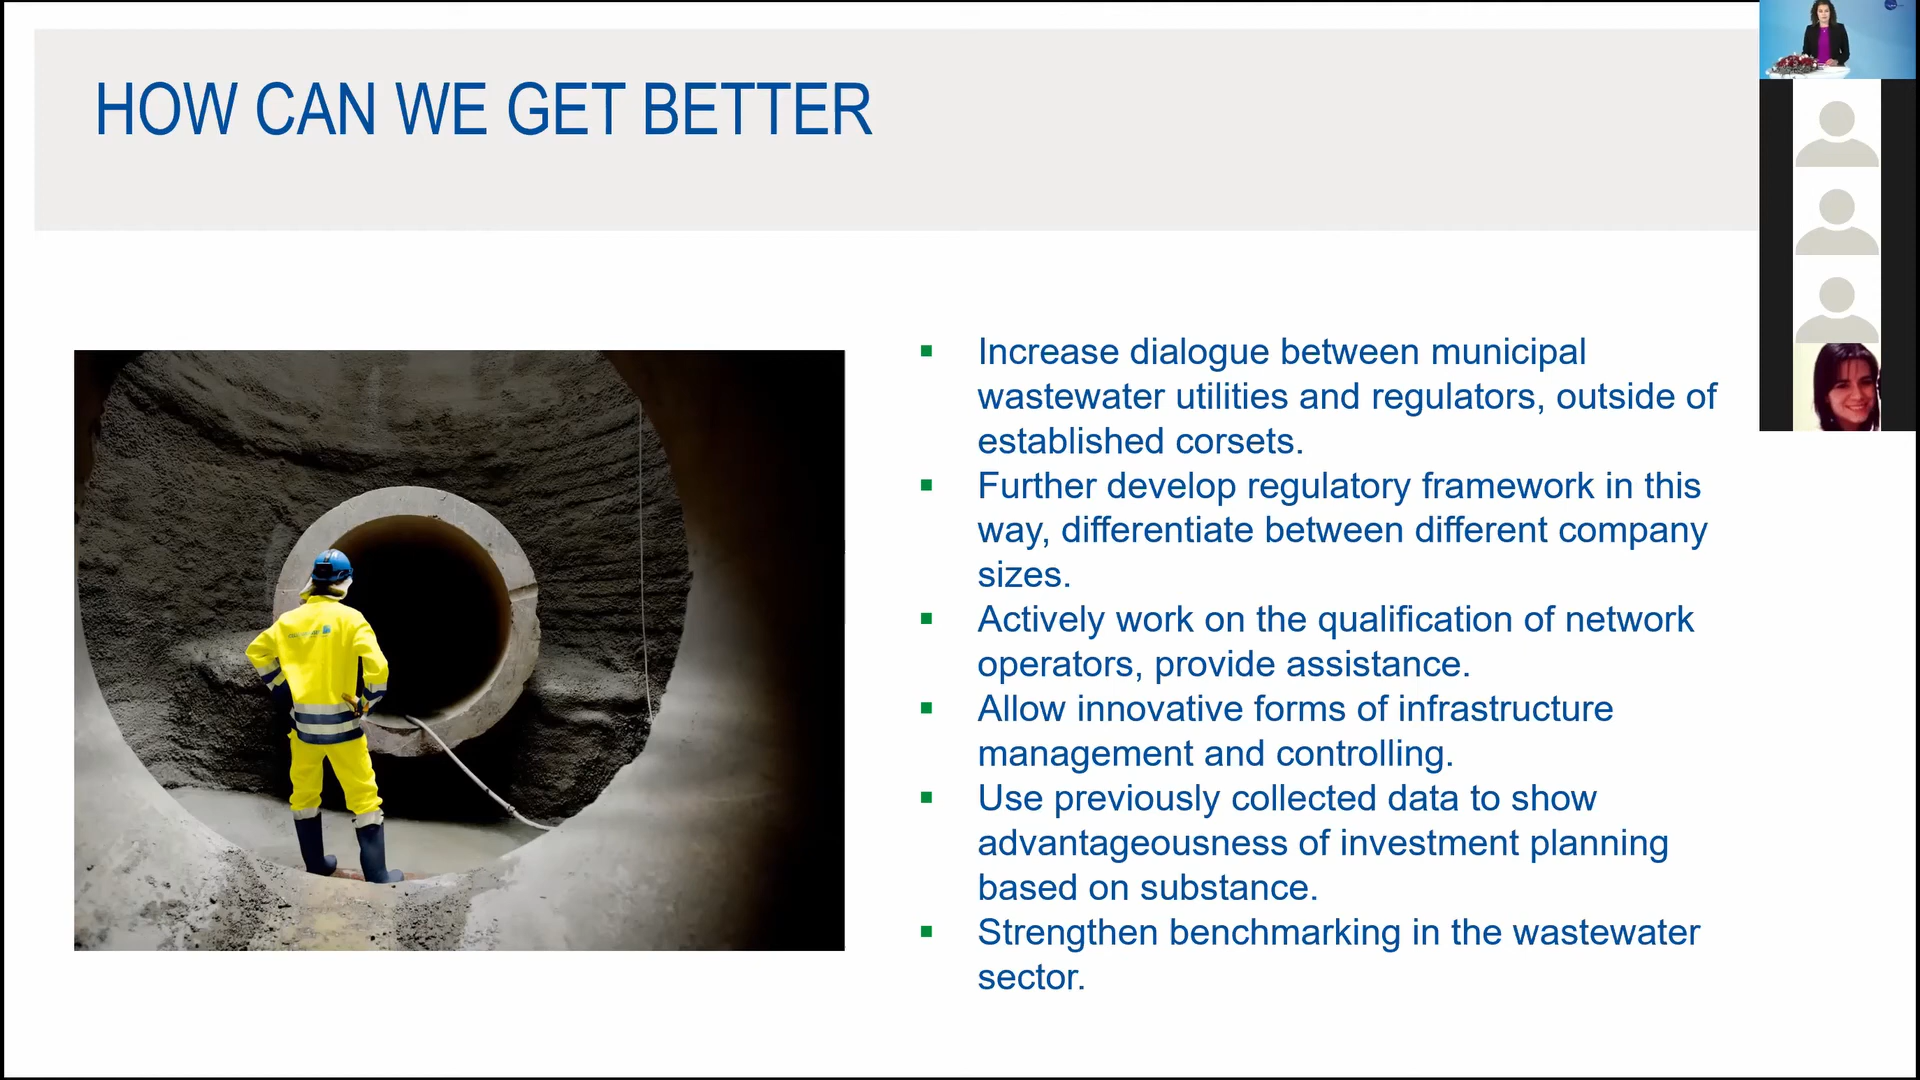 HOW CAN WE GET BETTER
Increase dialogue between municipal
wastewater utilities and regulators, outside of
established corsets.
Further develop regulatory framework in this
way, differentiate between different company
sizes.
Actively work on the qualification of network
operators, provide assistance.
Allow innovative forms of infrastructure
management and controlling.
Use previously collected data to show
advantageousness of investment planning
based on substance.
Strengthen benchmarking in the wastewater
sector.